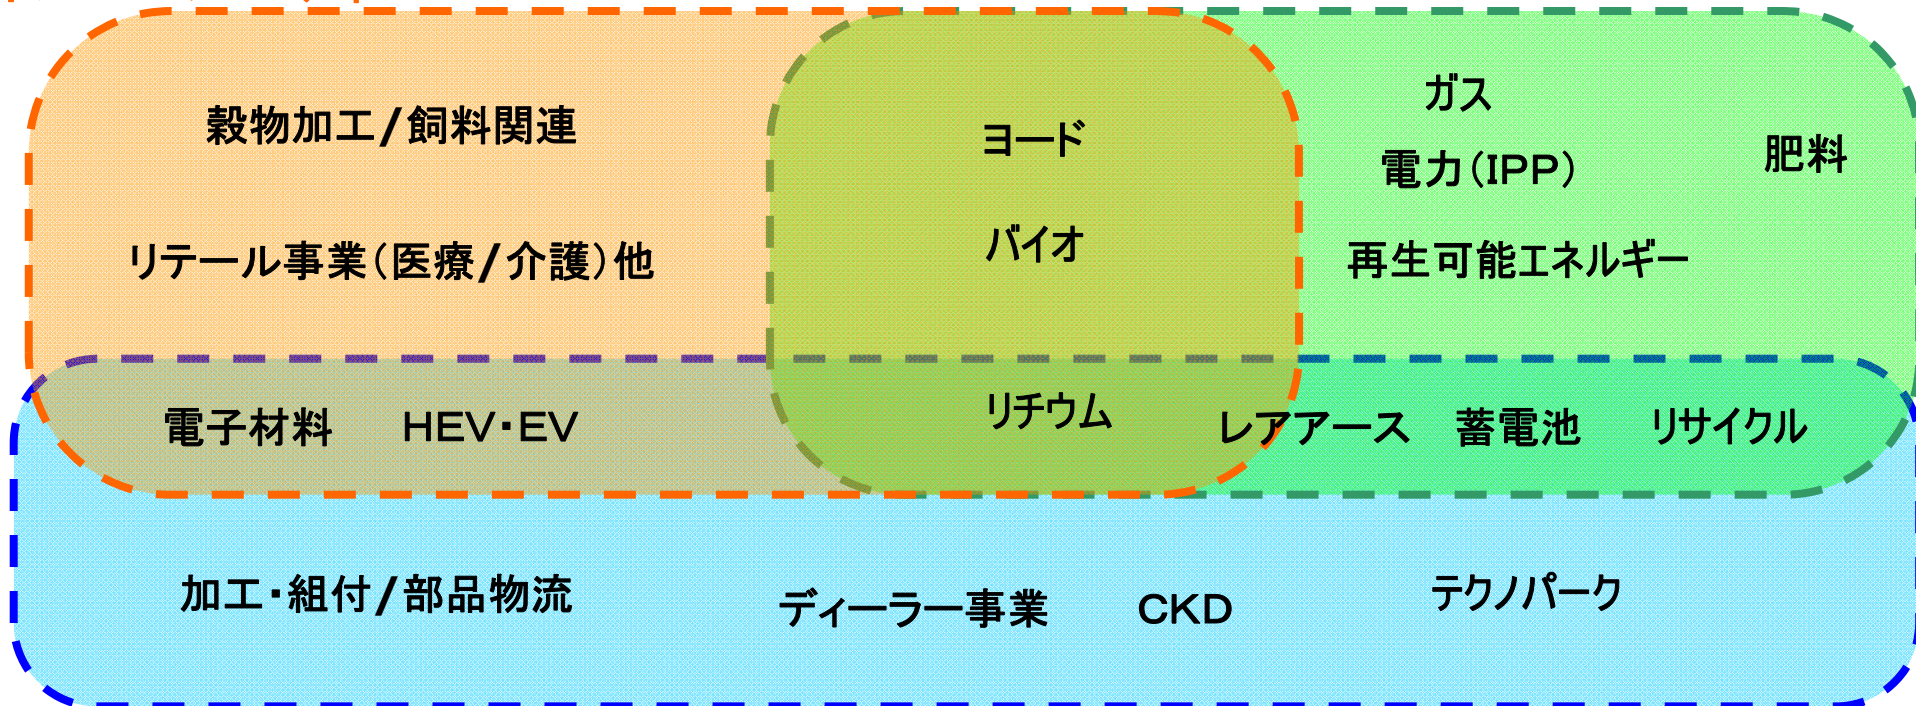 穀物加工/飼料関連
リテール事業(医療/介護)他
ヨード
バイオ
ガス
電力(IPP)
肥料
再生可能エネルギー
電子材料 HEV・EV
リチウム
レアアース 蓄電池 リサイクル
加工・組付/部品物流
ディーラー事業 CKD
テクノパーク